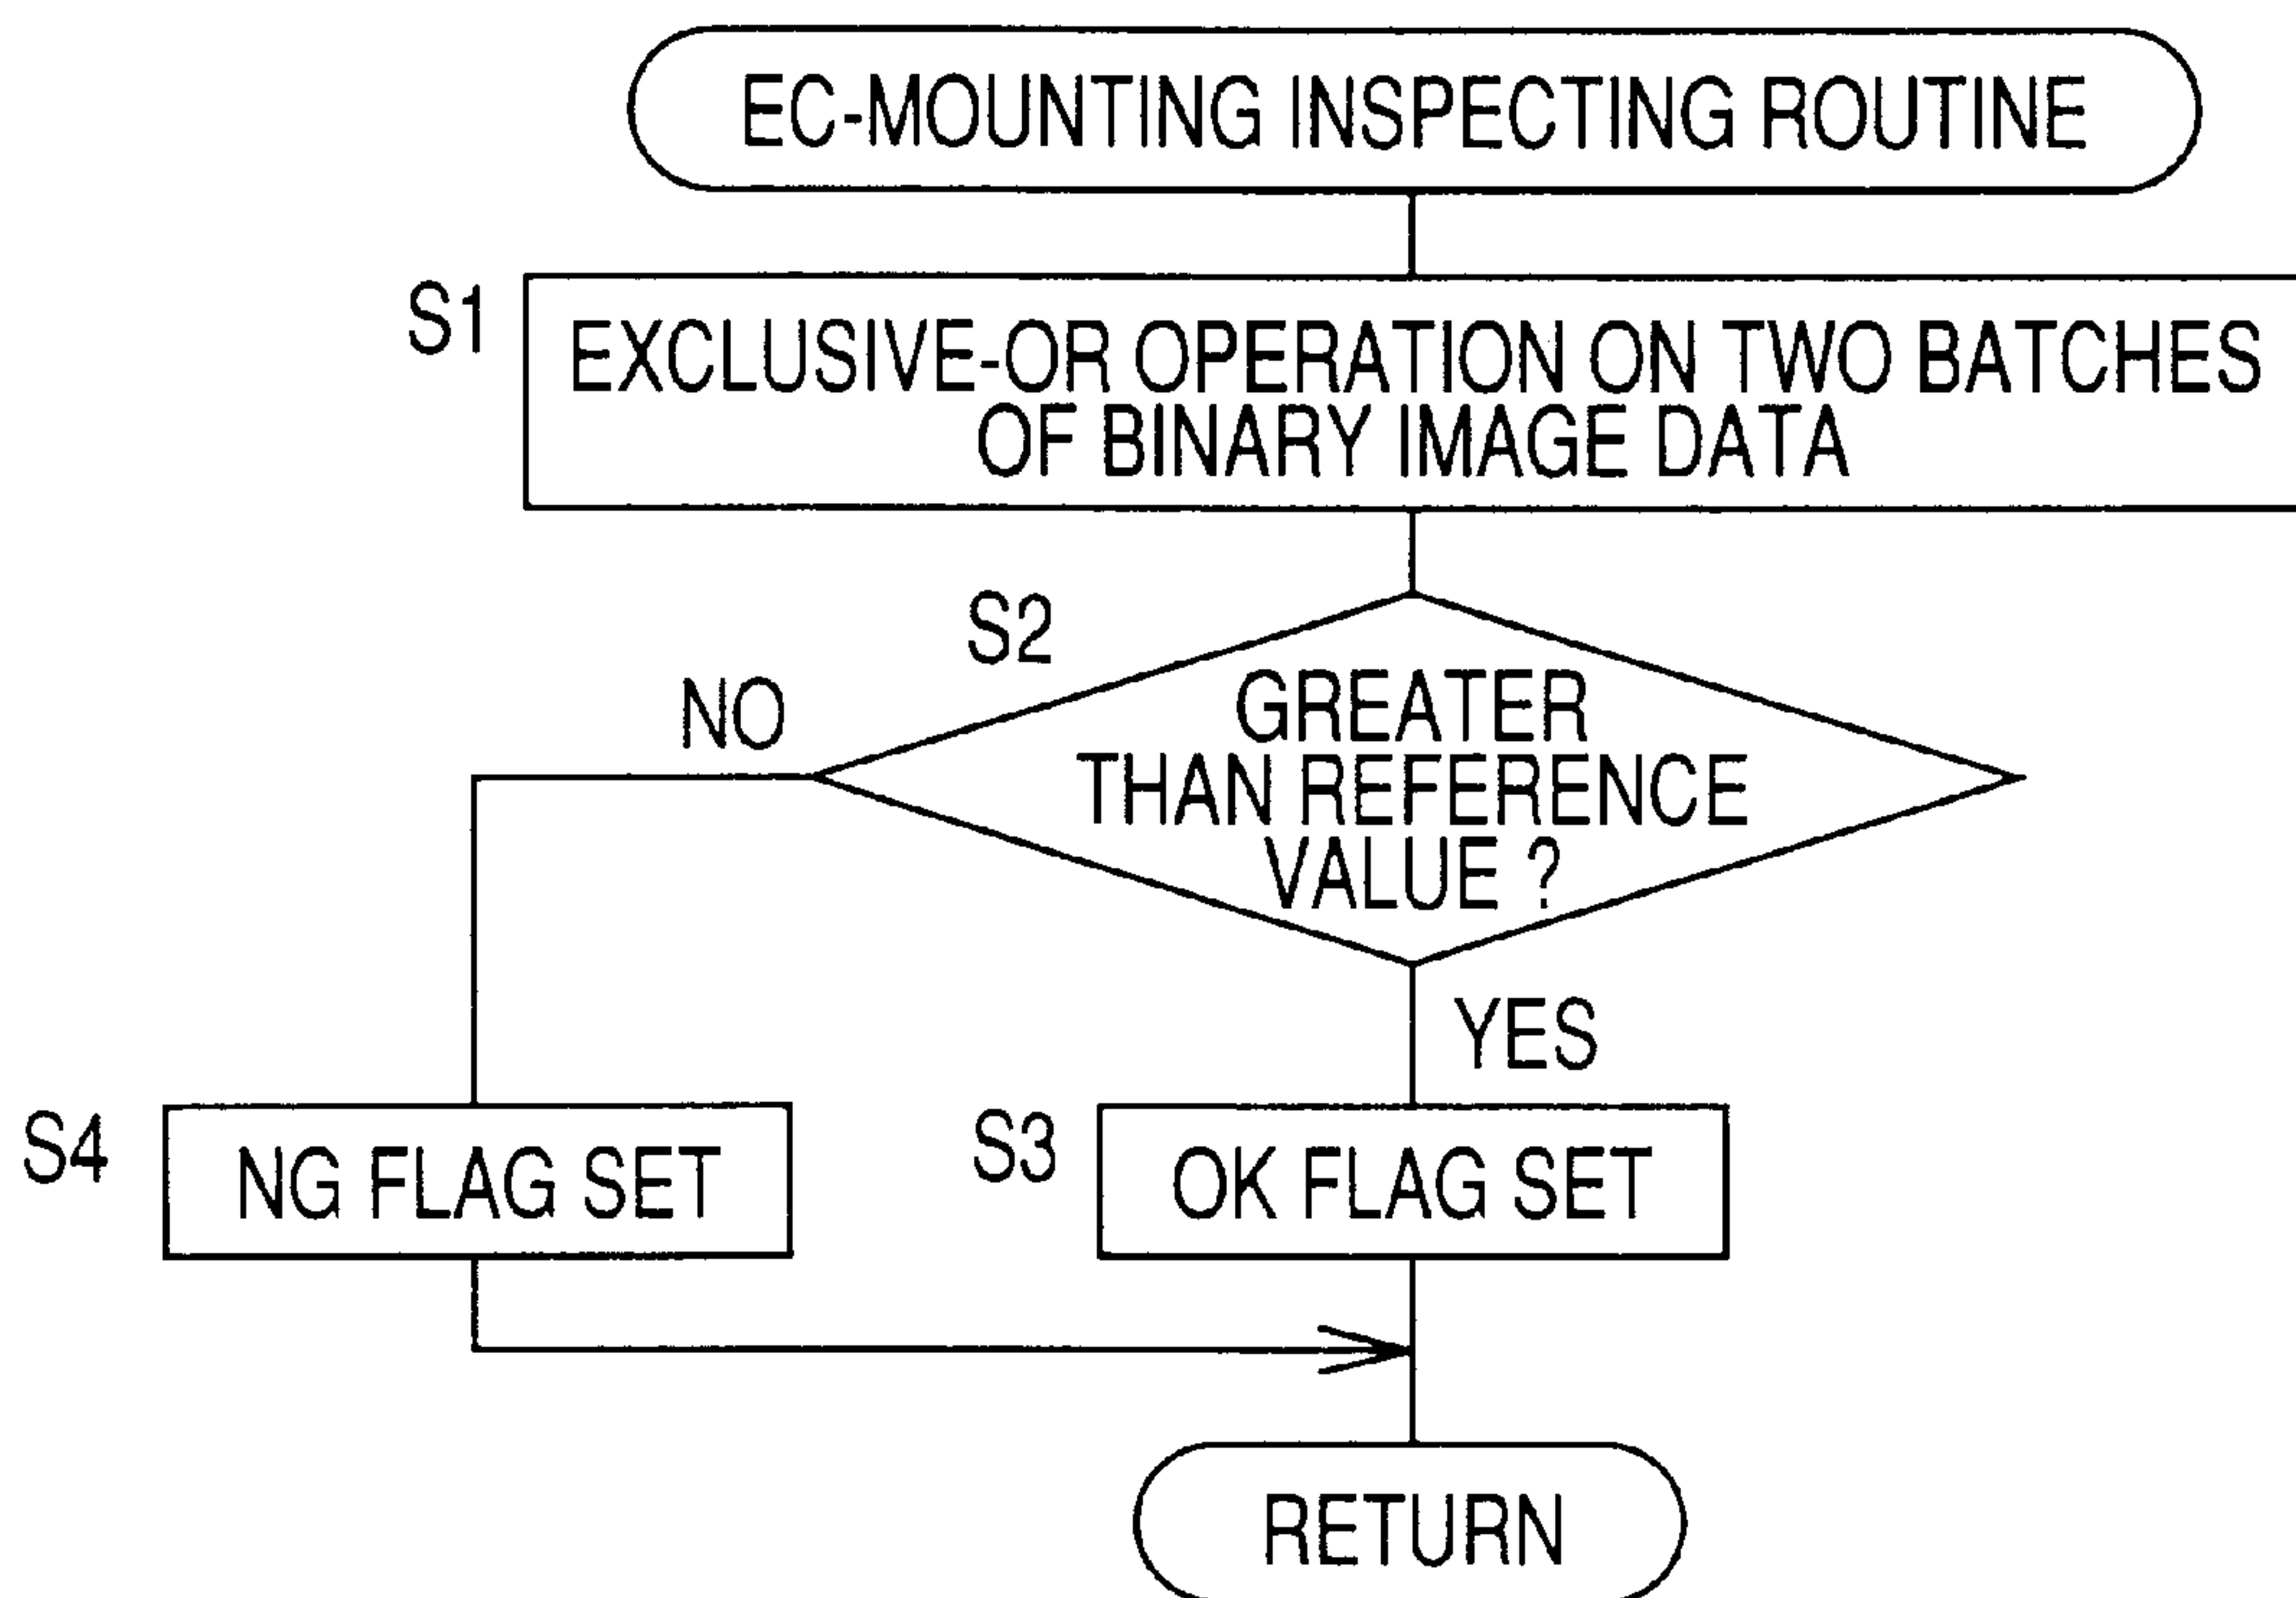 EC-MOUNTING INSPECTING ROUTINE
S1
EXCLUSIVE-OR OPERATION ON TWO BATCHES
OF BINARY IMAGE DATA
S2
NO
GREATER
THAN REFERENCE
VALUE ?
YES
S4
NG FLAG SET
S3
OK FLAG SET
RETURN